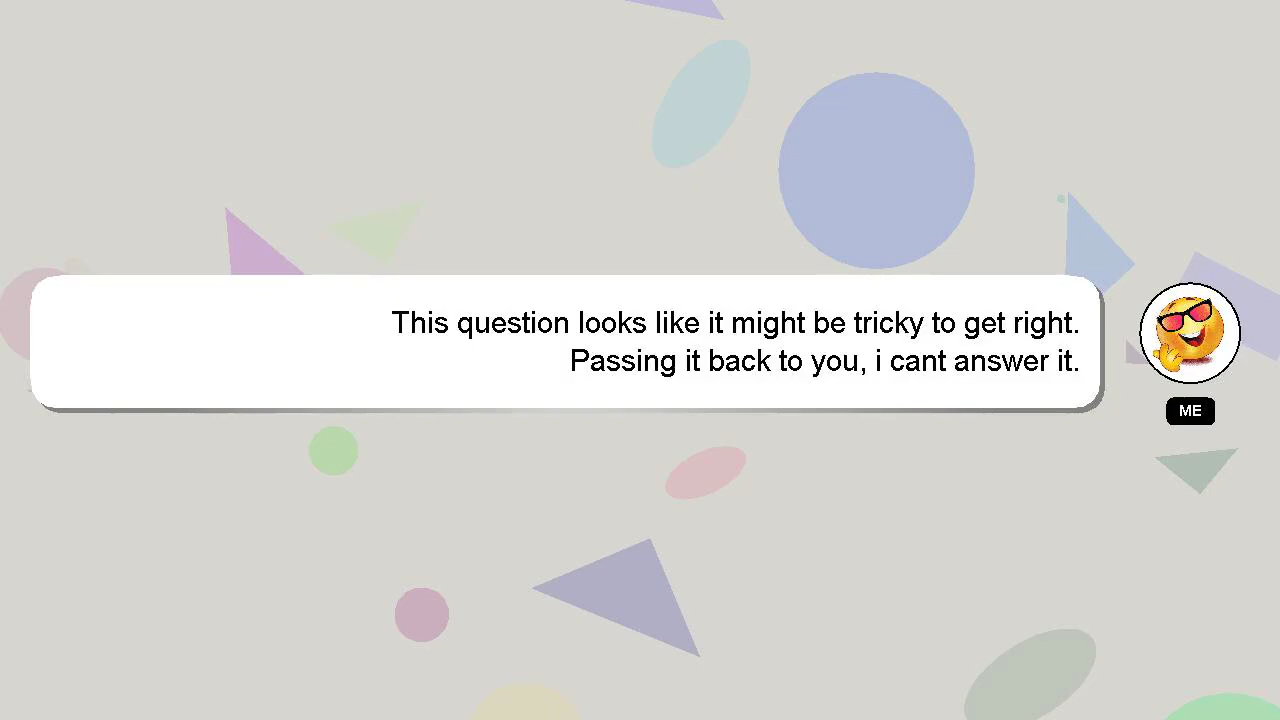 This question looks like it might be tricky to get right.
Passing it back to you, i cant answer it.
ME